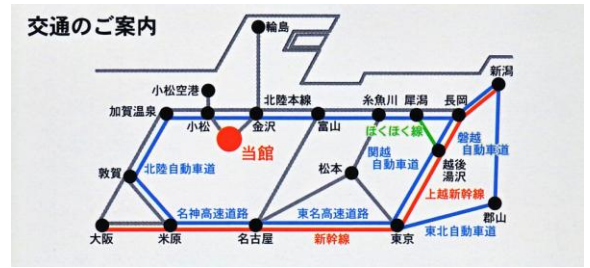 交通のご案内
輪島
新潟
小松空港
北陸本線
糸魚川
犀潟
長岡
加賀温泉
小松
金沢
富山
ほくほく線
磐越
自動車道
当館
関越
自動車道
越後
湯沢
松本
敦賀
北陸自動車道
上越新幹線
郡山
名神高速道路
東名高速道路
東北自動車道
大阪
米原
名古屋
新幹線
東京